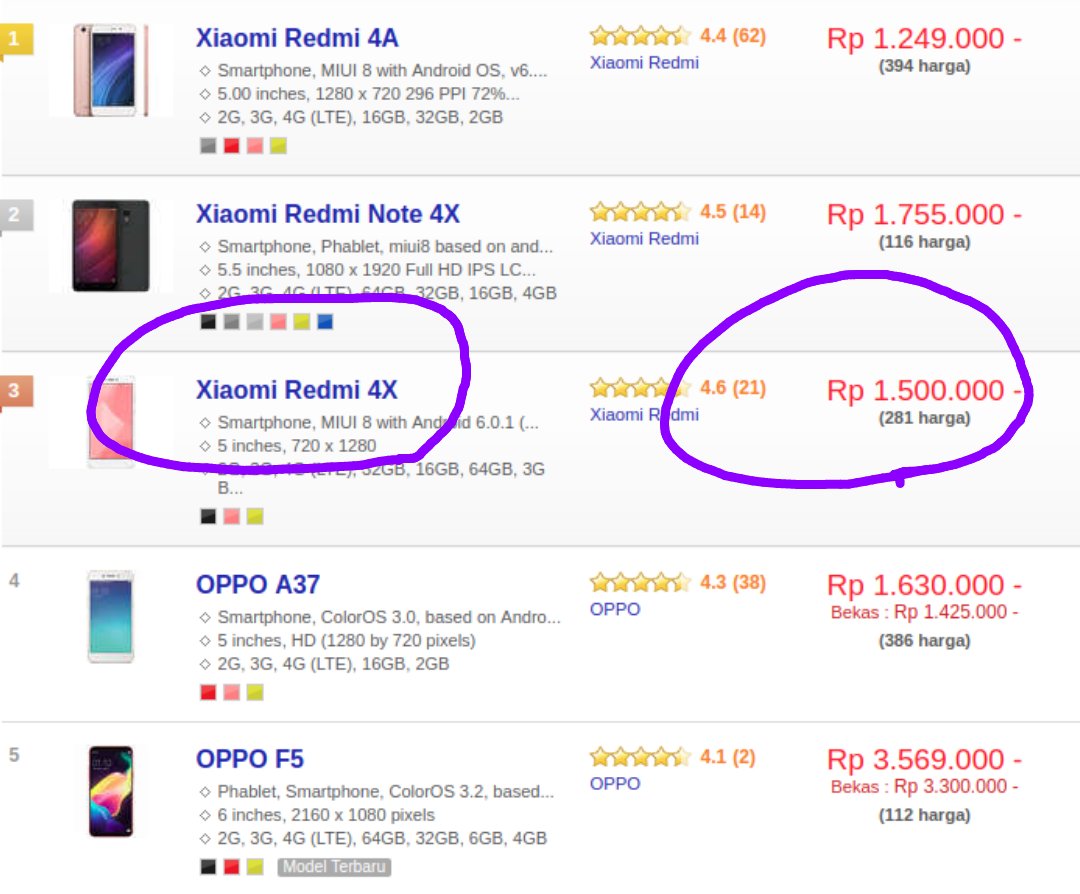 1
Xiaomi Redmi 4A
4.4 (62)
Rp 1.249.000 -
Smartphone, MIUI 8 with Android OS, v6....
Xiaomi Redmi
(394 harga)
5.00 inches, 1280 x 720 296 PPI 72%...
2G, 3G, 4G (LTE), 16GB, 32GB, 2GB
2
Xiaomi Redmi Note 4X
4.5 (14)
Rp 1.755.000 -
Smartphone, Phablet, miui8 based on and...
Xiaomi Redmi
(116 harga)
5.5 inches, 1080 x 1920 Full HD IPS LC...
2G, 3G, 4G (LTE), 64GB, 32GB, 16GB, 4GB
3
Xiaomi Redmi 4X
4.6 (21)
Rp 1.500.000 -
Smartphone, MIUI 8 with Android 6.0.1 (...
Xiaomi Redmi
(281 harga)
5 inches, 720 x 1280
2G, 3G, 4G (LTE), 32GB, 16GB, 64GB, 3G
B...
4
OPPO A37
4.3 (38)
Rp 1.630.000 -
Smartphone, ColorOS 3.0, based on Andro...
OPPO
Bekas : Rp 1.425.000 -
5 inches, HD (1280 by 720 pixels)
(386 harga)
2G, 3G, 4G (LTE), 16GB, 2GB
5
OPPO F5
4.1 (2)
Rp 3.569.000 -
Phablet, Smartphone, ColorOS 3.2, based...
OPPO
Bekas : Rp 3.300.000 -
6 inches, 2160 x 1080 pixels
(112 harga)
2G, 3G, 4G (LTE), 64GB, 32GB, 6GB, 4GB
Model Terbaru